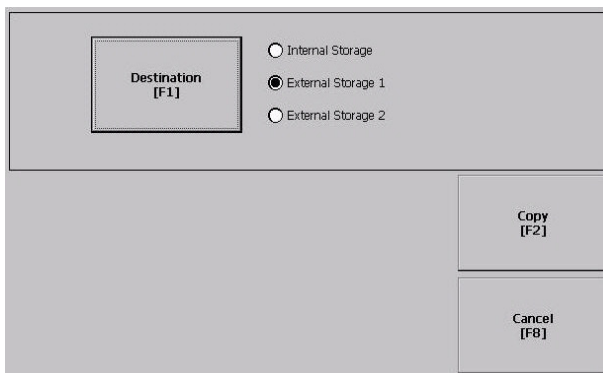 Destination
[F1]
Internal Storage
External Storage 1
External Storage 2
Copy
[F2]
Cancel
[F8]